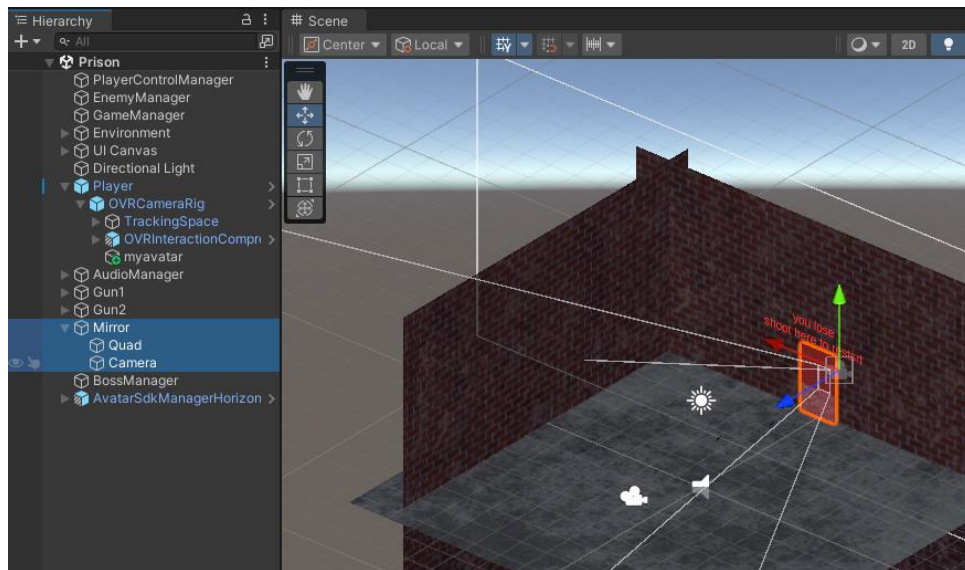 Hierarchy
# Scene
All
Center
Local
2D
Prison
PlayerControlManager
EnemyManager
GameManager
Environment
UI Canvas
Directional Light
Player
OVRCameraRig
TrackingSpace
OVRInteractionCompr
myavatar
AudioManager
Gun1
Gun2
Mirror
Quad
Camera
BossManager
AvatarSdkManagerHorizon
you lose
shoot here to restart